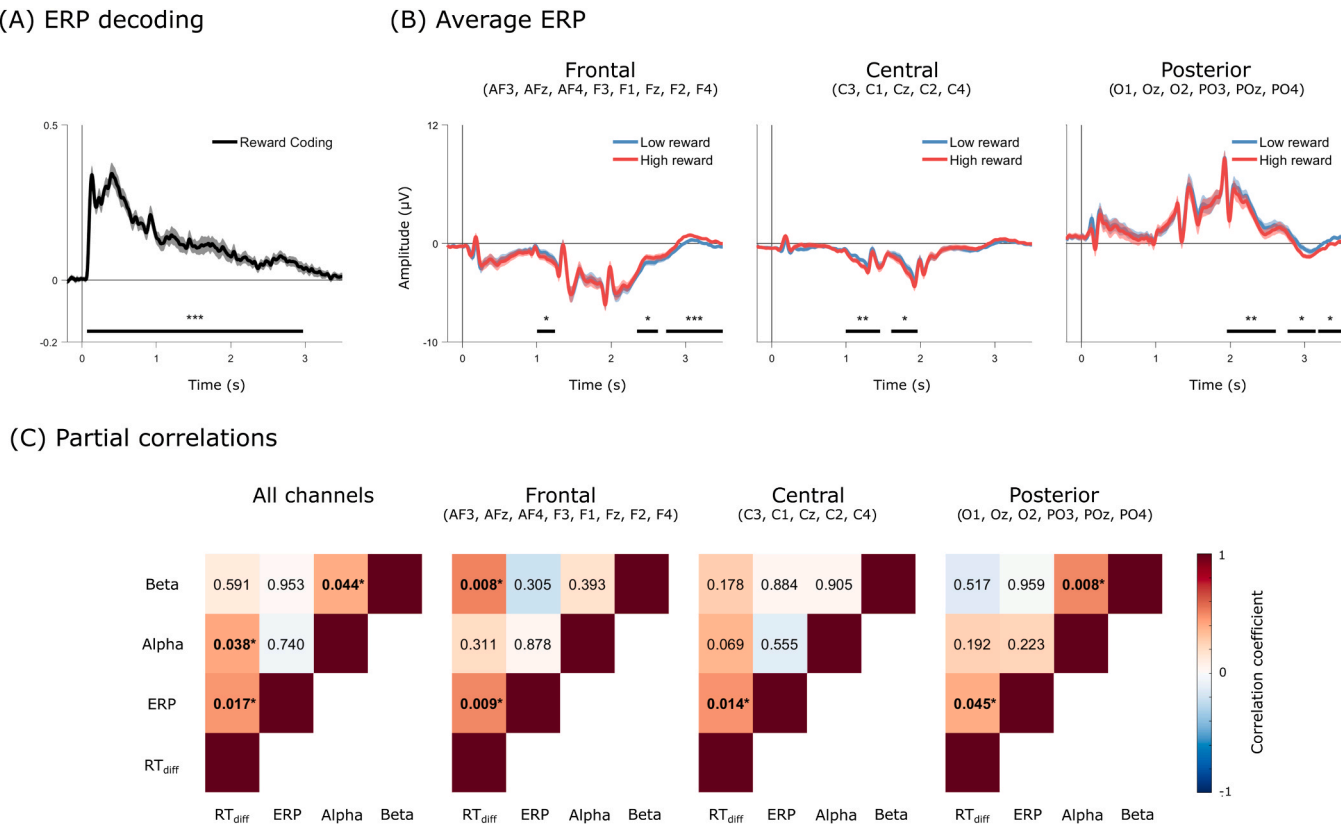 (A) ERP decoding
(B) Average ERP
Frontal
(AF3, AFz, AF4, F3, F1, Fz, F2, F4)
Central
(C3, C1, Cz, C2, C4)
Posterior
(O1, Oz, O2, PO3, POz, PO4)
0.5
Reward Coding
0
-0.2
***
0 1 2 3
Time (s)
12
Amplitude (µV)
0
-10
Low reward
High reward
* * ***
0 1 2 3
Time (s)
Low reward
High reward
** *
0 1 2 3
Time (s)
Low reward
High reward
** * *
0 1 2 3
Time (s)
(C) Partial correlations
All channels
Frontal
(AF3, AFz, AF4, F3, F1, Fz, F2, F4)
Central
(C3, C1, Cz, C2, C4)
Posterior
(O1, Oz, O2, PO3, POz, PO4)
Beta 0.591 0.953 0.044* 0.008* 0.305 0.393 0.178 0.884 0.905 0.517 0.959 0.008*
Alpha 0.038* 0.740 0.311 0.878 0.069 0.555 0.192 0.223
ERP 0.017* 0.009* 0.014* 0.045*
RTdiff
RTdiff ERP Alpha Beta RTdiff ERP Alpha Beta RTdiff ERP Alpha Beta RTdiff ERP Alpha Beta
1
0
-1
Correlation coefficient